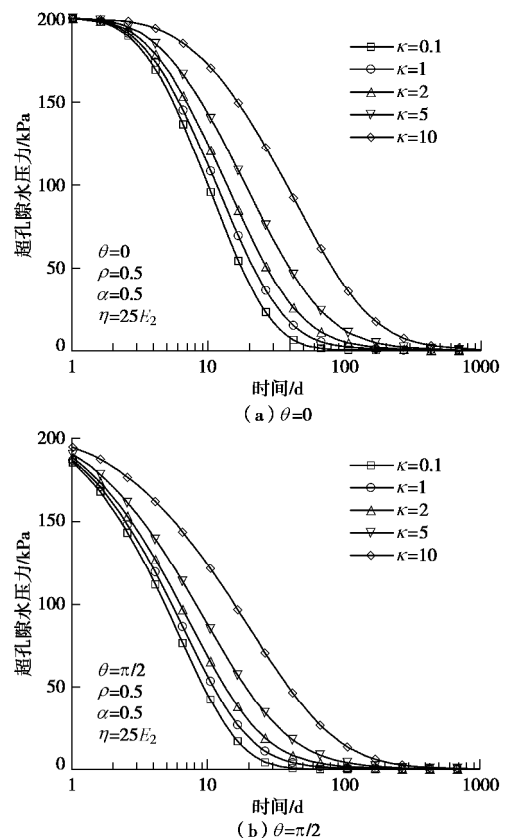 200
150
100
50
0
超孔隙水压力/kPa
κ=0.1
κ=1
κ=2
κ=5
κ=10
θ=0
ρ=0.5
α=0.5
η=25E₂
1 10 100 1000
时间/d
(a) θ=0
200
150
100
50
0
超孔隙水压力/kPa
κ=0.1
κ=1
κ=2
κ=5
κ=10
θ=π/2
ρ=0.5
α=0.5
η=25E₂
1 10 100 1000
时间/d
(b) θ=π/2